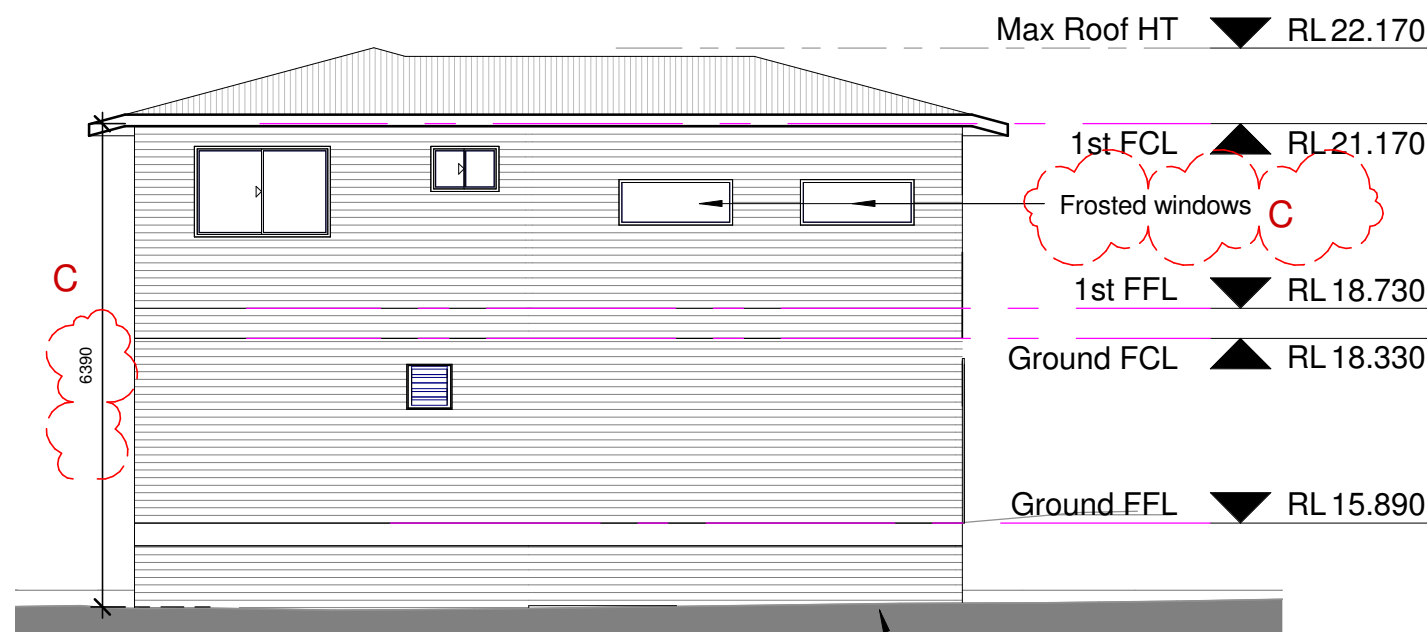 Max Roof HT RL 22.170
1st FCL RL 21.170
Frosted windows C
C
1st FFL RL 18.730
6390
Ground FCL RL 18.330
Ground FFL RL 15.890